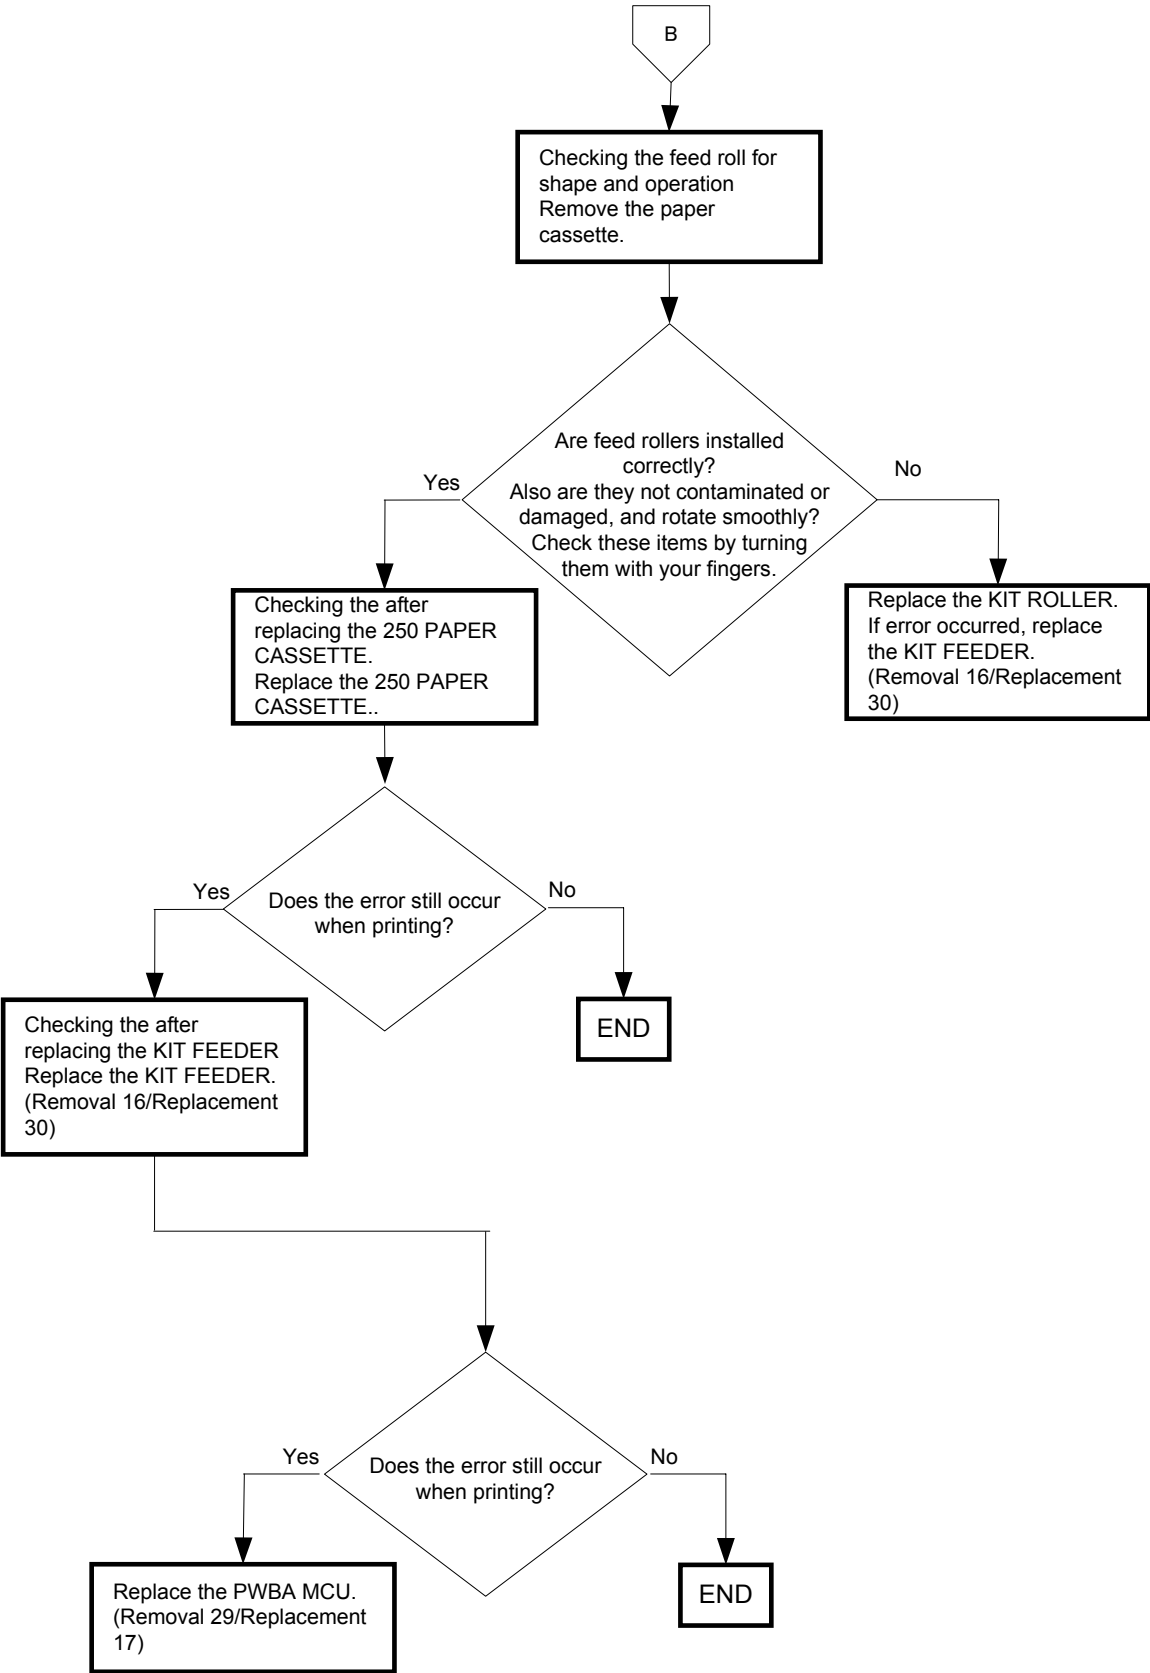 B
Checking the feed roll for
shape and operation
Remove the paper
cassette.
Are feed rollers installed
correctly?
Also are they not contaminated or
damaged, and rotate smoothly?
Check these items by turning
them with your fingers.
Yes
No
Checking the after
replacing the 250 PAPER
CASSETTE.
Replace the 250 PAPER
CASSETTE..
Replace the KIT ROLLER.
If error occurred, replace
the KIT FEEDER.
(Removal 16/Replacement
30)
Does the error still occur
when printing?
Yes
No
Checking the after
replacing the KIT FEEDER
Replace the KIT FEEDER.
(Removal 16/Replacement
30)
END
Does the error still occur
when printing?
Yes
No
Replace the PWBA MCU.
(Removal 29/Replacement
17)
END